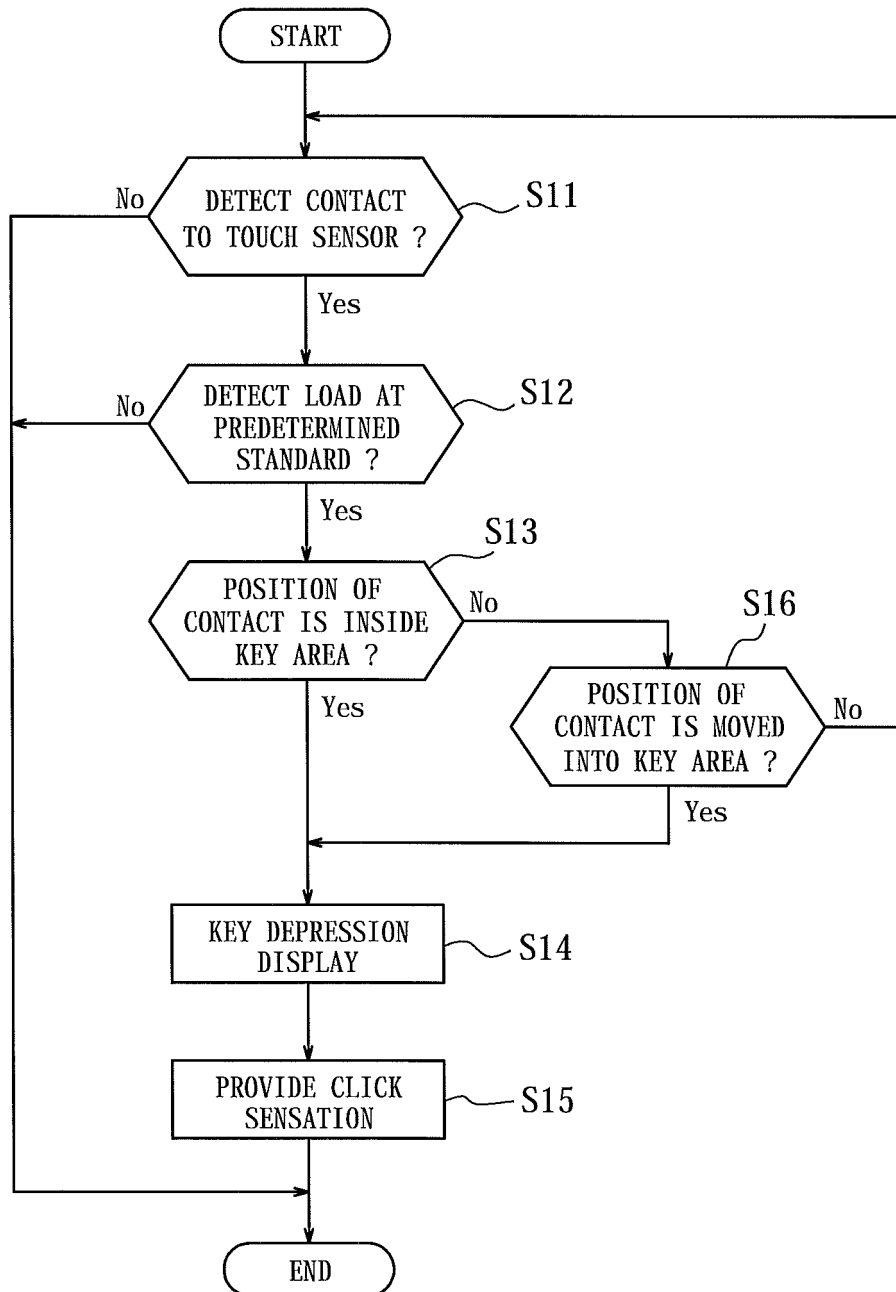 START
No
DETECT CONTACT
TO TOUCH SENSOR ?
S11
Yes
No
DETECT LOAD AT
PREDETERMINED
STANDARD ?
S12
Yes
S13
POSITION OF
CONTACT IS INSIDE
KEY AREA ?
No
S16
Yes
POSITION OF
CONTACT IS MOVED
INTO KEY AREA ?
No
Yes
KEY DEPRESSION
DISPLAY
S14
PROVIDE CLICK
SENSATION
S15
END